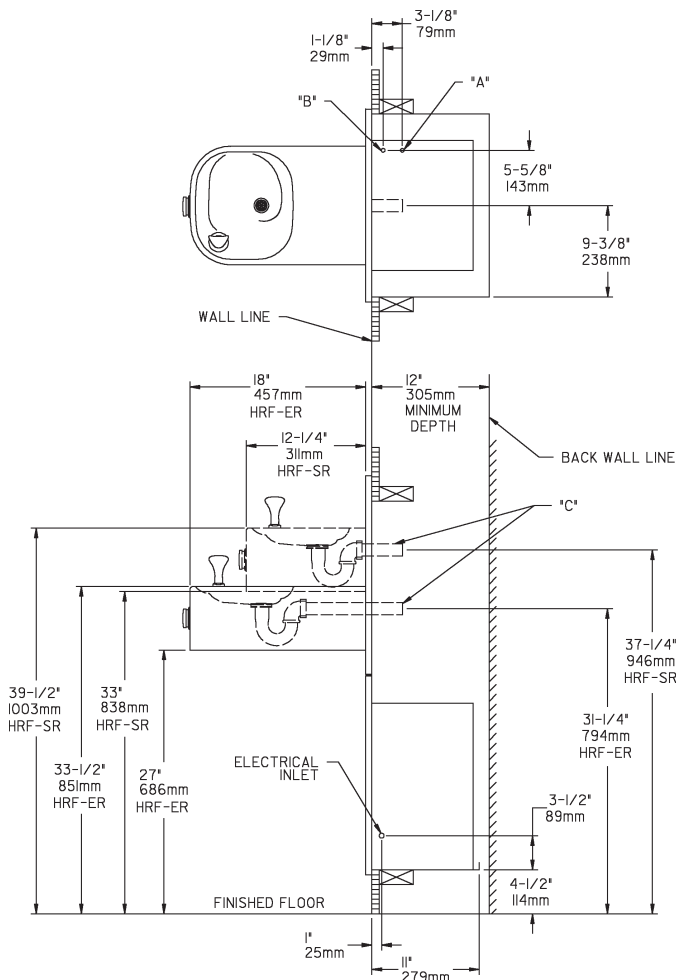 3-1/8"
79mm
1-1/8"
29mm
"B"
"A"
5-5/8"
143mm
9-3/8"
238mm
WALL LINE
18"
457mm
HRF-ER
12"
305mm
MINIMUM
DEPTH
12-1/4"
311mm
HRF-SR
BACK WALL LINE
"C"
37-1/4"
946mm
HRF-SR
39-1/2"
1003mm
HRF-SR
33"
838mm
HRF-SR
31-1/4"
794mm
HRF-ER
33-1/2"
851mm
HRF-ER
27"
686mm
HRF-ER
ELECTRICAL
INLET
3-1/2"
89mm
4-1/2"
114mm
FINISHED FLOOR
1"
25mm
11"
279mm